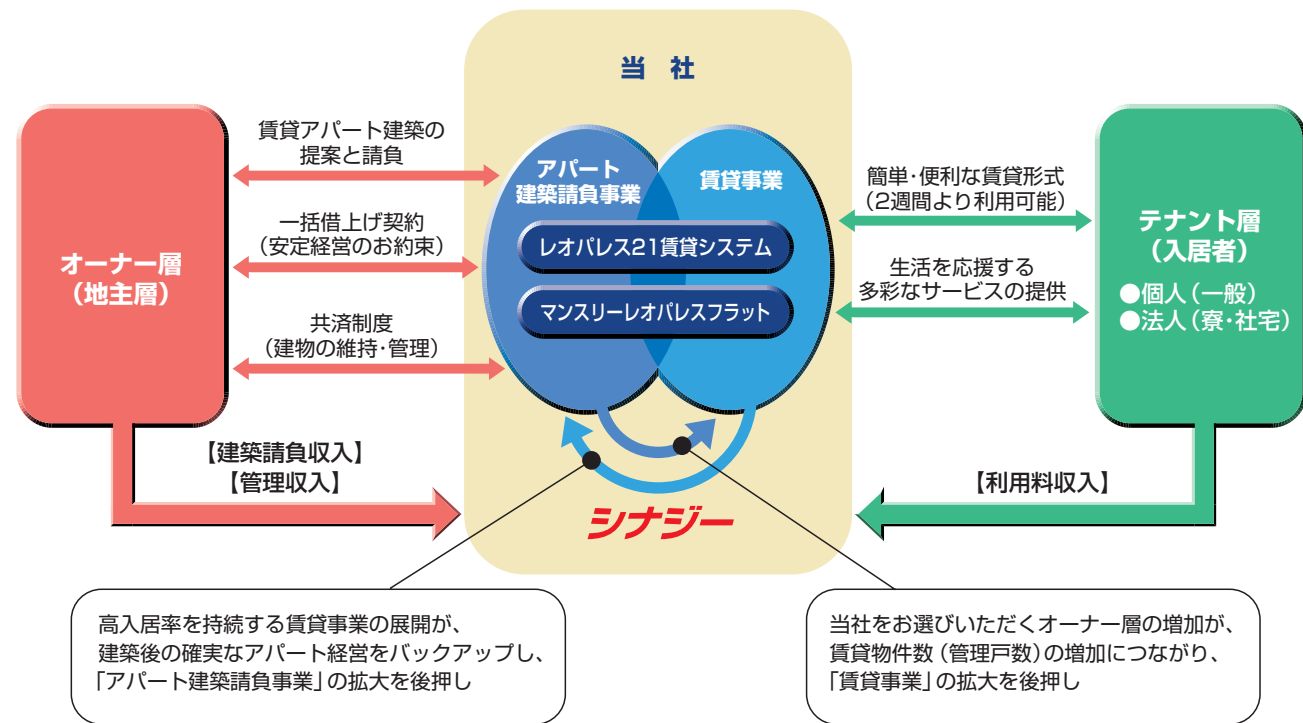 当 社
オーナー層
（地主層）
賃貸アパート建築の
提案と請負
一括借上げ契約
（安定経営のお約束）
共済制度
（建物の維持・管理）
アパート
建築請負事業
賃貸事業
レオパレス21賃貸システム
マンスリーレオパレスフラット
簡単・便利な賃貸形式
（2週間より利用可能）
生活を応援する
多彩なサービスの提供
テナント層
（入居者）
●個人（一般）
●法人（寮・社宅）
【建築請負収入】
【管理収入】
【利用料収入】
シナジー
高入居率を持続する賃貸事業の展開が、
建築後の確実なアパート経営をバックアップし、
「アパート建築請負事業」の拡大を後押し
当社をお選びいただくオーナー層の増加が、
賃貸物件数（管理戸数）の増加につながり、
「賃貸事業」の拡大を後押し